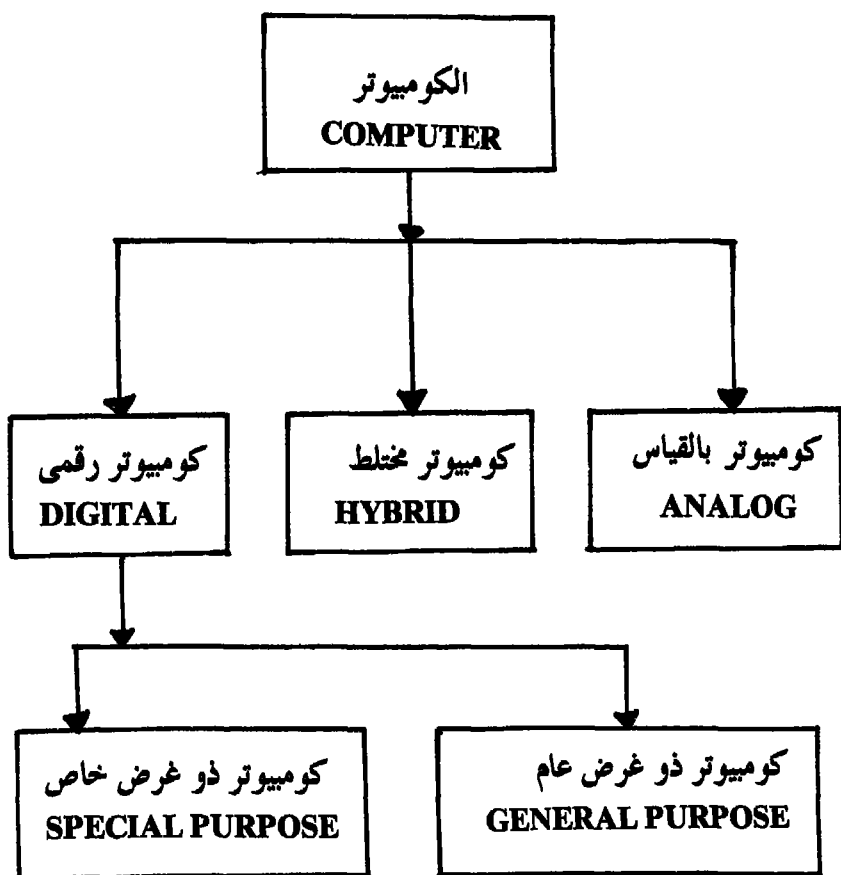 الكومبيوتر
COMPUTER
كومبيوتر بالقياس
ANALOG
كومبيوتر مختلط
HYBRID
كومبيوتر رقمى
DIGITAL
كومبيوتر ذو غرض عام
GENERAL PURPOSE
كومبيوتر ذو غرض خاص
SPECIAL PURPOSE